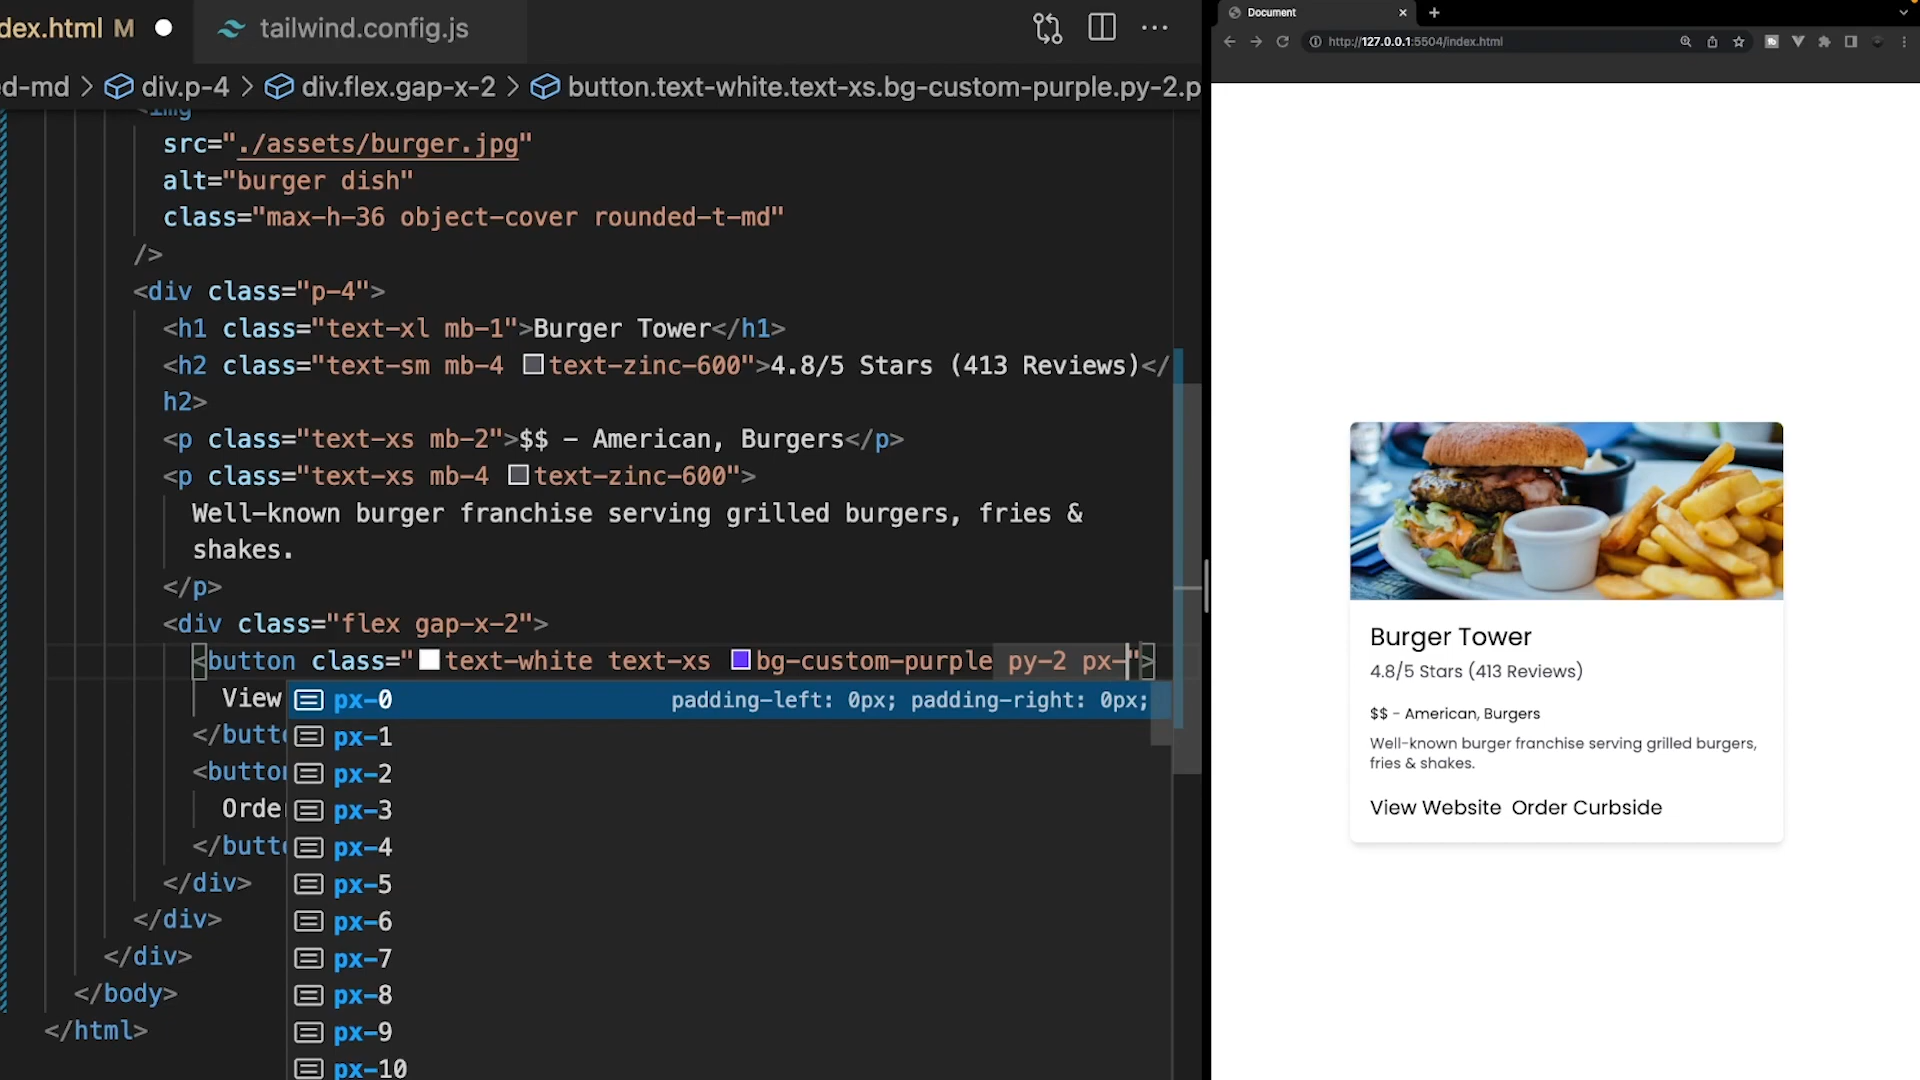 dex.html M
tailwind.config.js
ed-md > div.p-4 > div.flex.gap-x-2 > button.text-white.text-xs.bg-custom-purple.py-2.p
<img
src="./assets/burger.jpg"
alt="burger dish"
class="max-h-36 object-cover rounded-t-md"
/>
<div class="p-4">
<h1 class="text-xl mb-1">Burger Tower</h1>
<h2 class="text-sm mb-4 text-zinc-600">4.8/5 Stars (413 Reviews)</
h2>
<p class="text-xs mb-2">$$ - American, Burgers</p>
<p class="text-xs mb-4 text-zinc-600">
Well-known burger franchise serving grilled burgers, fries &
shakes.
</p>
<div class="flex gap-x-2">
<button class="text-white text-xs bg-custom-purple py-2 px-">
View
</butto
<button
Order
</butto
</div>
</div>
</div>
</body>
</html>
px-0 padding-left: 0px; padding-right: 0px;
px-1
px-2
px-3
px-4
px-5
px-6
px-7
px-8
px-9
px-10
Document
http://127.0.0.1:5504/index.html
Burger Tower
4.8/5 Stars (413 Reviews)
$$ - American, Burgers
Well-known burger franchise serving grilled burgers,
fries & shakes.
View Website Order Curbside